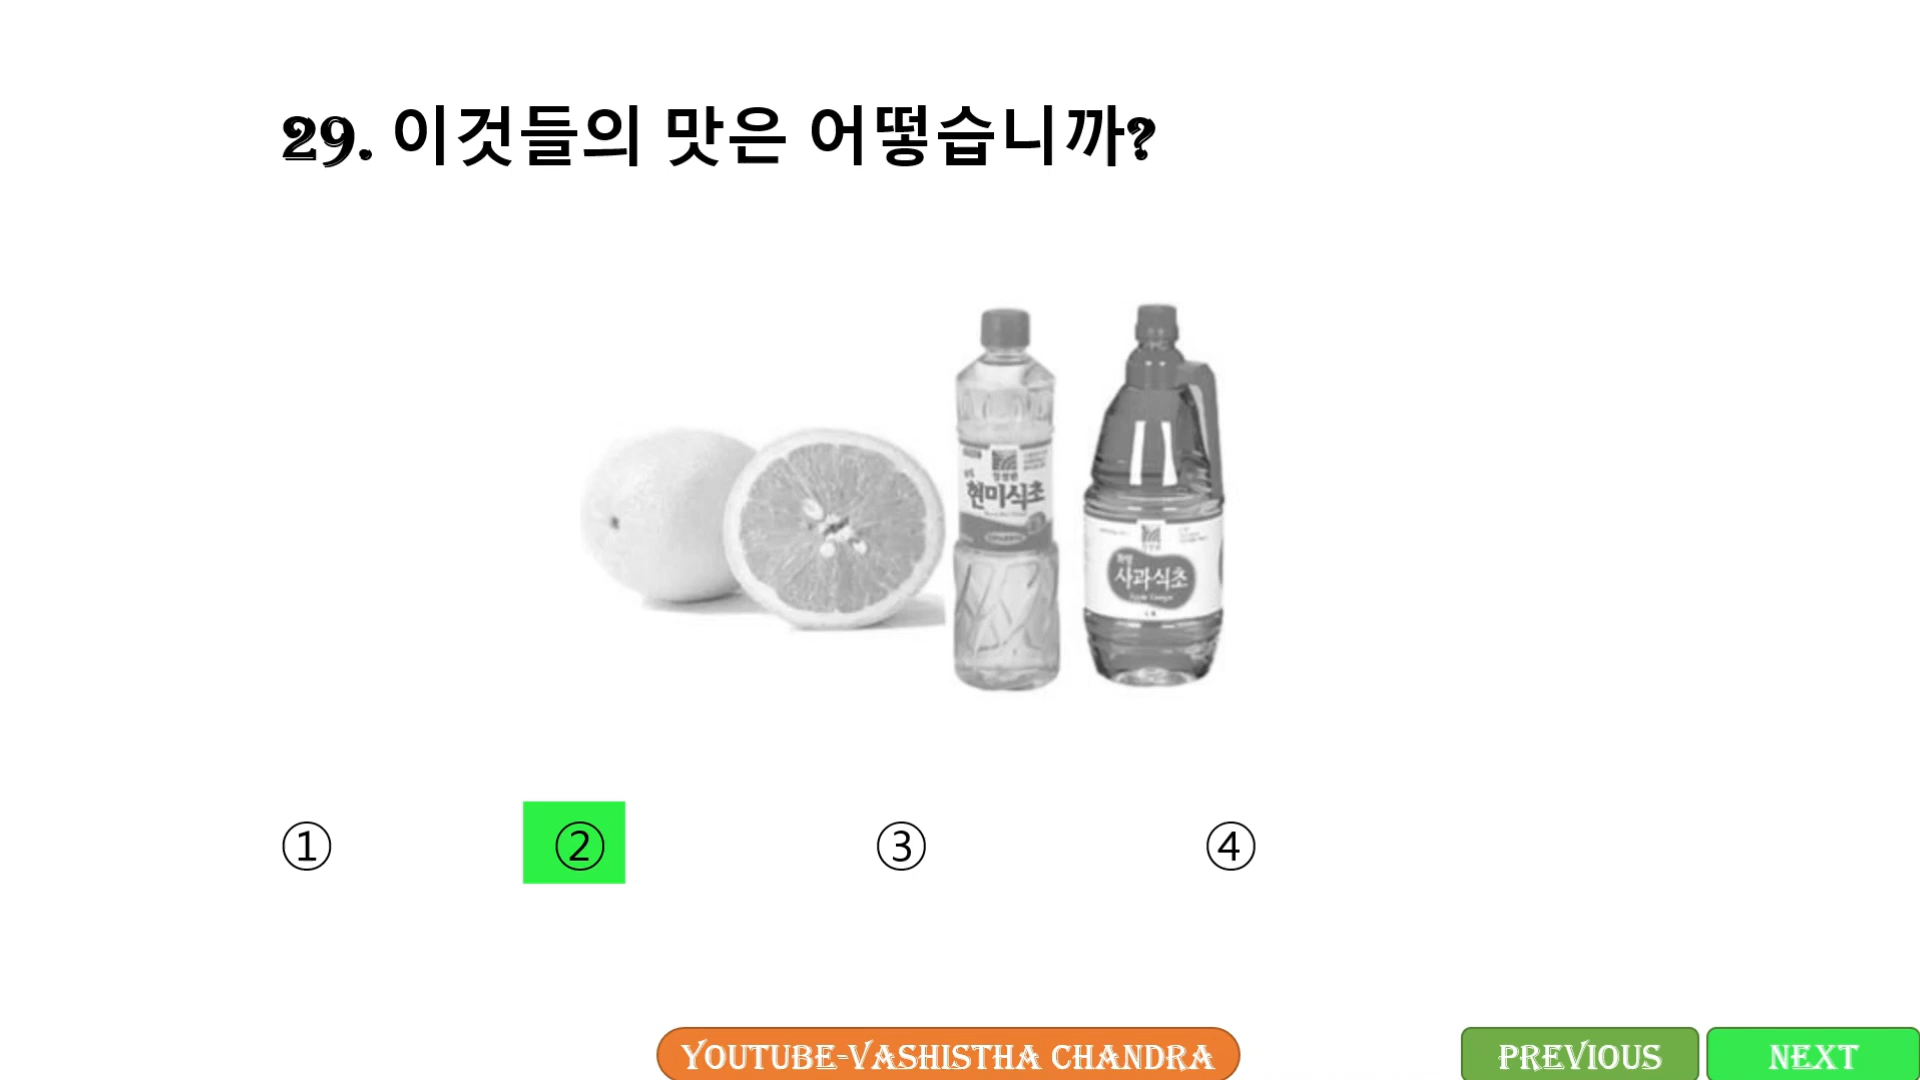 29. 이것들의 맛은 어떻습니까?
현미식초
사과식초
① ② ③ ④
YOUTUBE-VASHISTHA CHANDRA
PREVIOUS
NEXT